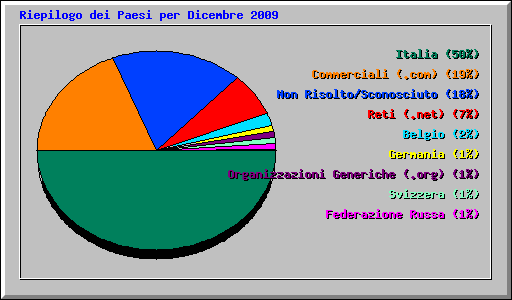 Riepilogo dei Paesi per Dicembre 2009
Italia (50%)
Commerciali (.com) (19%)
Non Risolto/Sconosciuto (18%)
Reti (.net) (7%)
Belgio (2%)
Germania (1%)
Organizzazioni Generiche (.org) (1%)
Svizzera (1%)
Federazione Russa (1%)